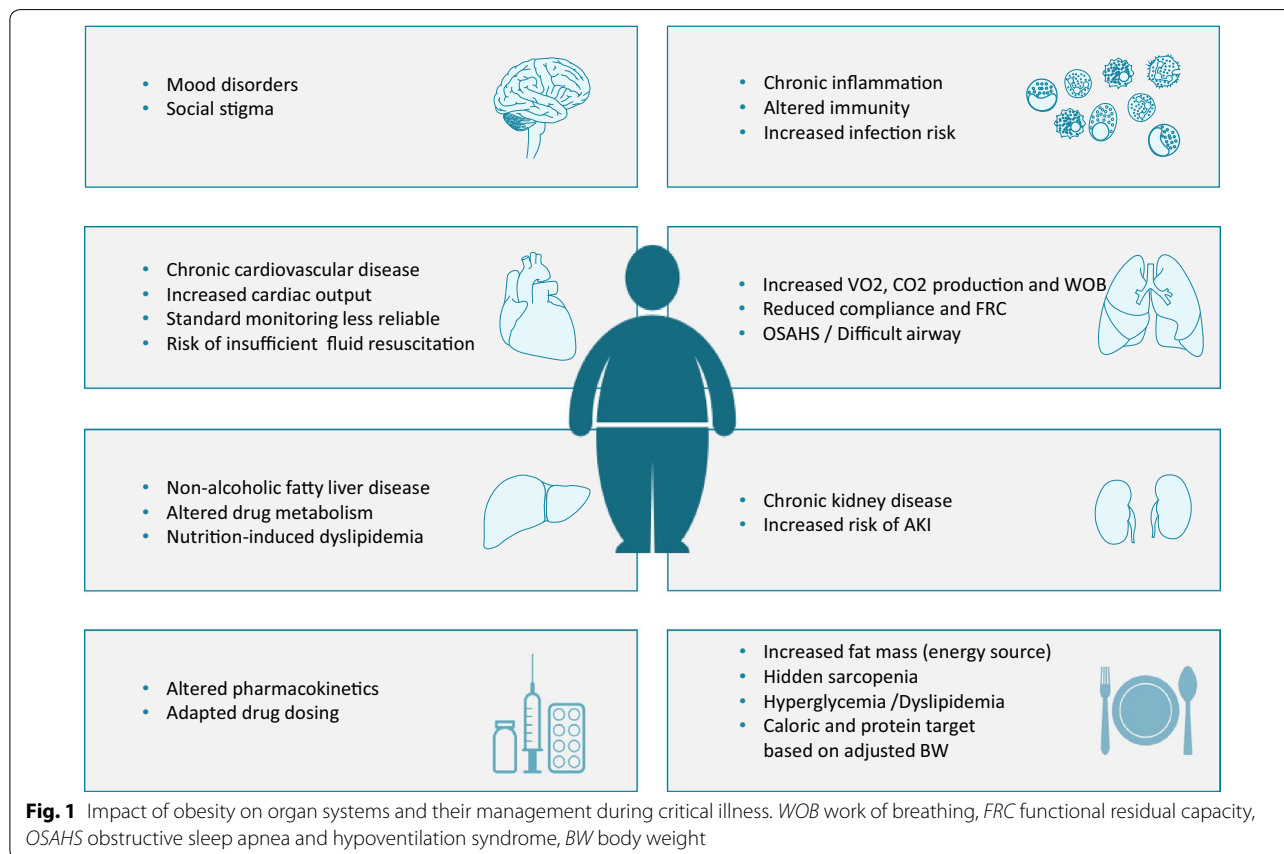 • Mood disorders
• Social stigma
• Chronic inflammation
• Altered immunity
• Increased infection risk
• Chronic cardiovascular disease
• Increased cardiac output
• Standard monitoring less reliable
• Risk of insufficient fluid resuscitation
• Increased VO2, CO2 production and WOB
• Reduced compliance and FRC
• OSAHS / Difficult airway
• Non-alcoholic fatty liver disease
• Altered drug metabolism
• Nutrition-induced dyslipidemia
• Chronic kidney disease
• Increased risk of AKI
• Altered pharmacokinetics
• Adapted drug dosing
• Increased fat mass (energy source)
• Hidden sarcopenia
• Hyperglycemia /Dyslipidemia
• Caloric and protein target
based on adjusted BW
Fig. 1 Impact of obesity on organ systems and their management during critical illness. WOB work of breathing, FRC functional residual capacity,
OSAHS obstructive sleep apnea and hypoventilation syndrome, BW body weight